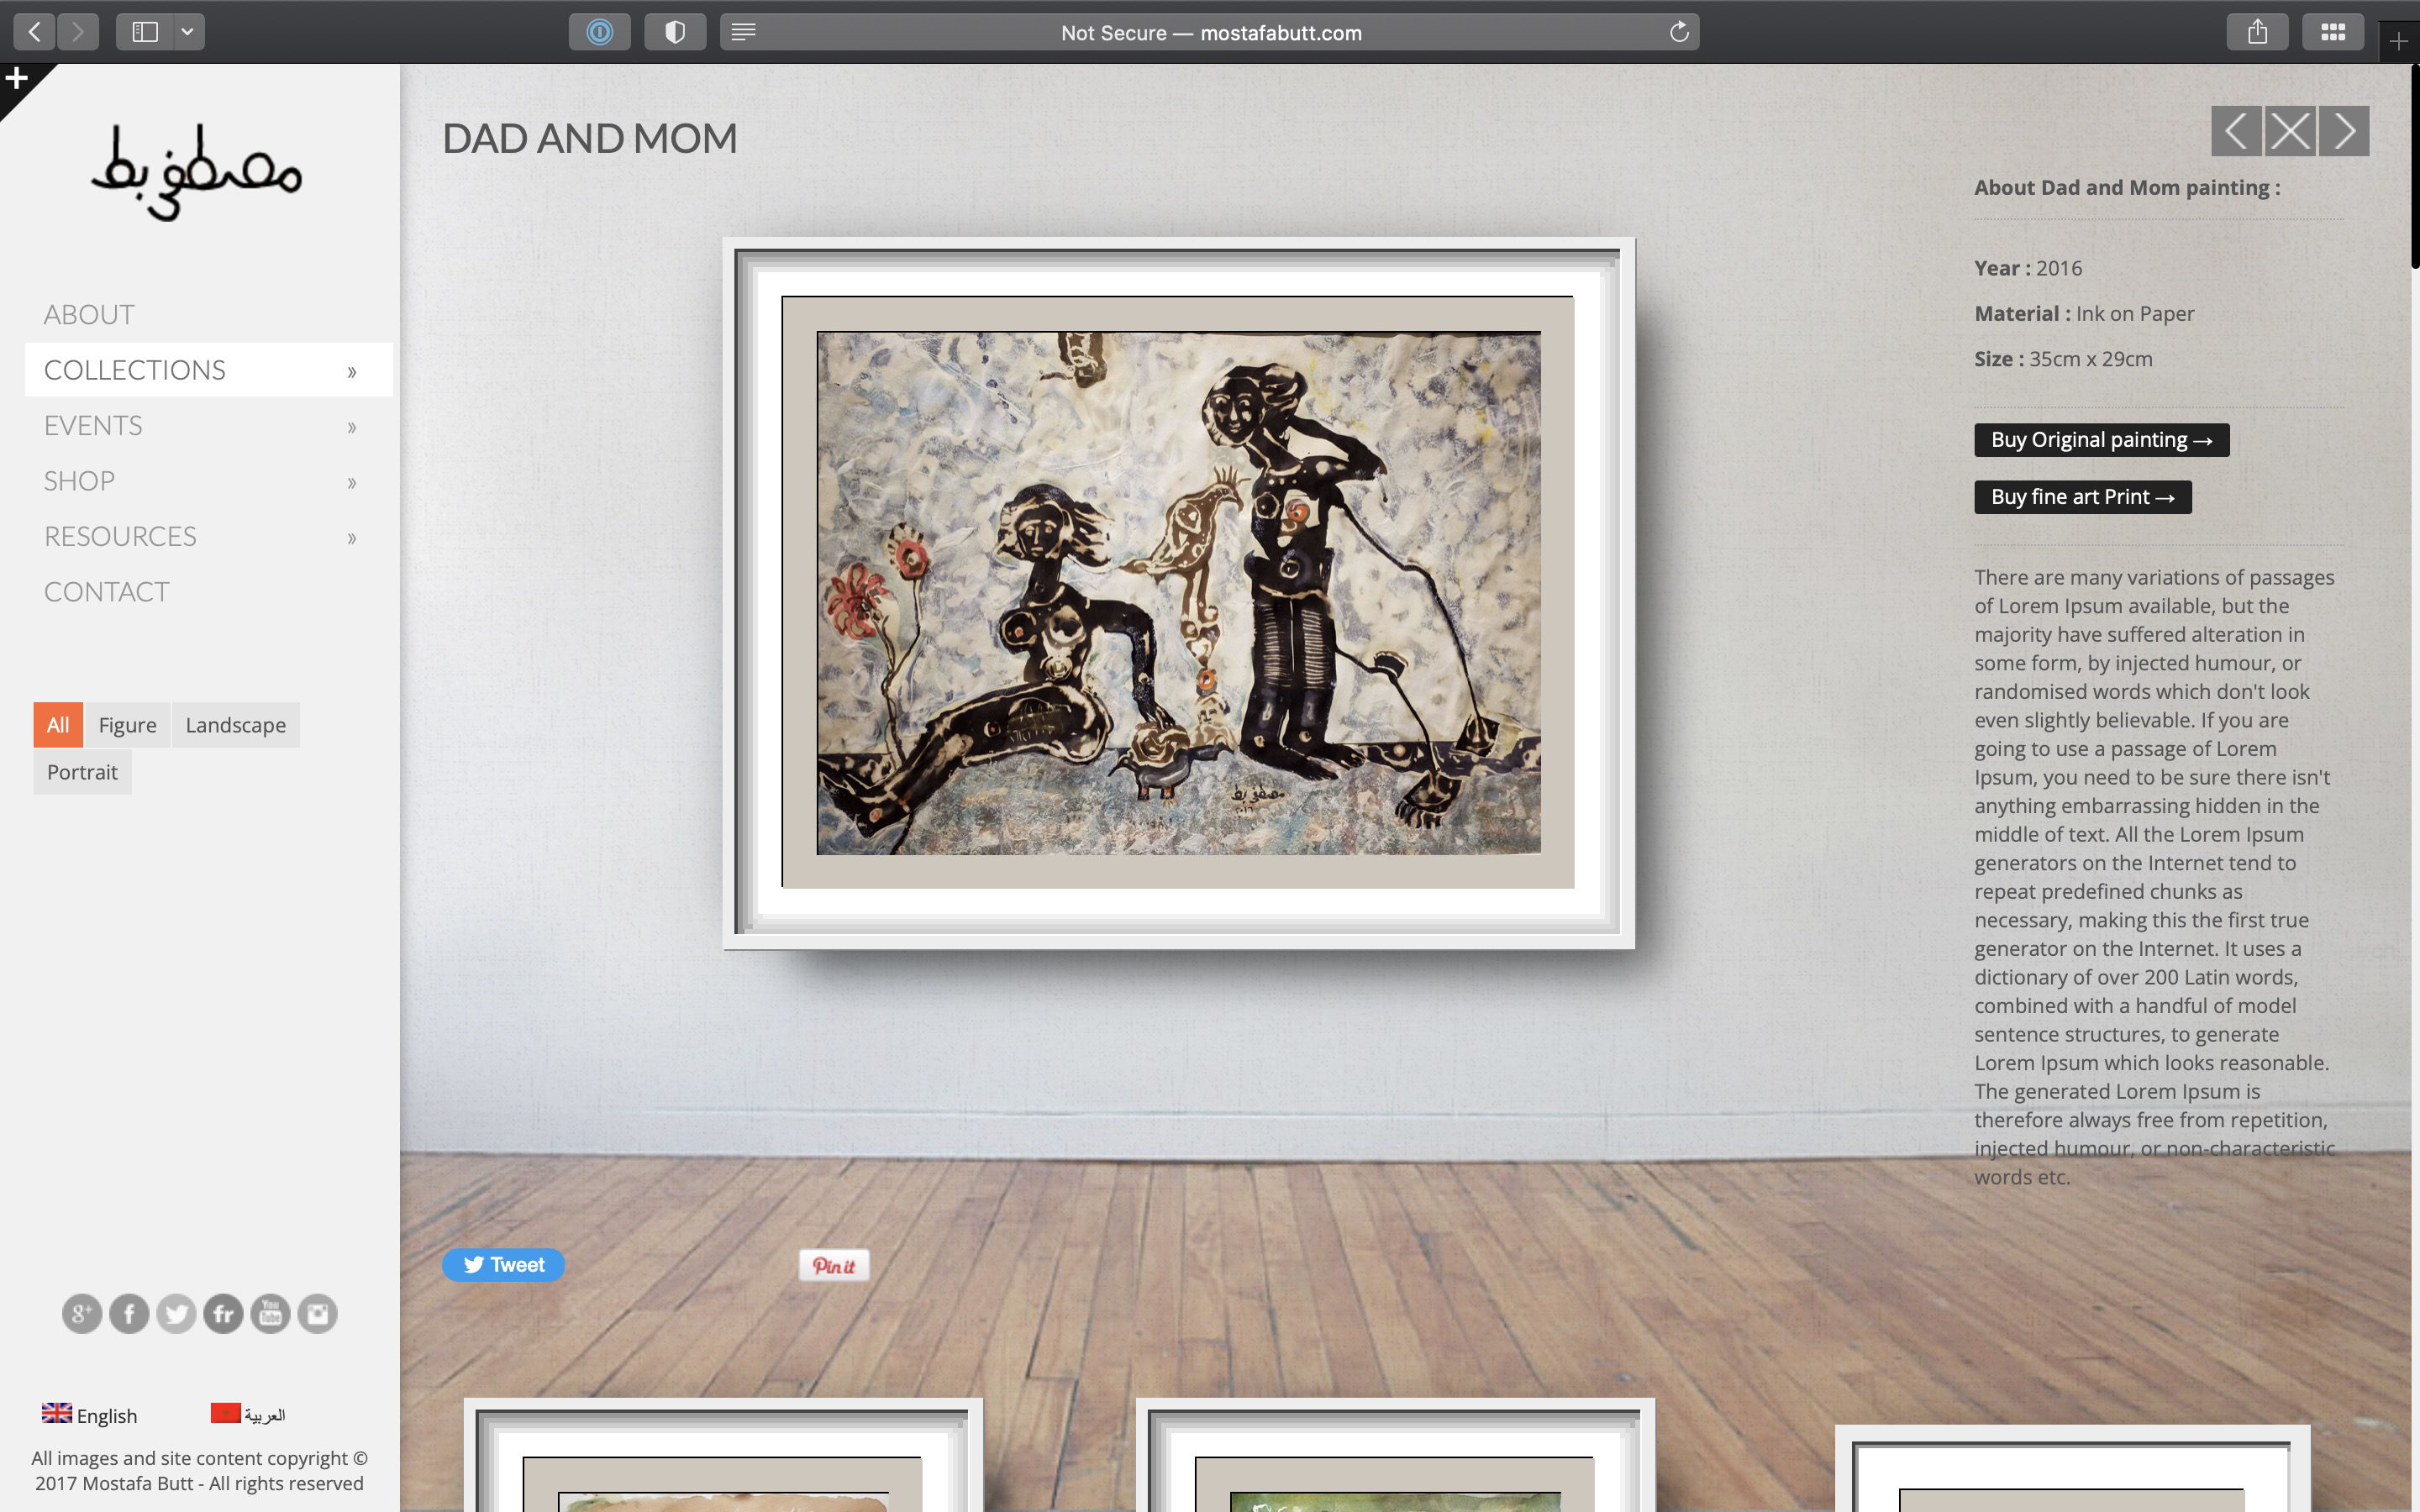 Not Secure — mostafabutt.com
مصطفى بط
ABOUT
COLLECTIONS »
EVENTS »
SHOP »
RESOURCES »
CONTACT
All Figure Landscape
Portrait
g+ f fr You Tube
English العربية
All images and site content copyright ©
2017 Mostafa Butt - All rights reserved
DAD AND MOM
مصطفى بط
٢٠١٦
Tweet
Pin it
About Dad and Mom painting :
Year : 2016
Material : Ink on Paper
Size : 35cm x 29cm
Buy Original painting →
Buy fine art Print →
There are many variations of passages
of Lorem Ipsum available, but the
majority have suffered alteration in
some form, by injected humour, or
randomised words which don't look
even slightly believable. If you are
going to use a passage of Lorem
Ipsum, you need to be sure there isn't
anything embarrassing hidden in the
middle of text. All the Lorem Ipsum
generators on the Internet tend to
repeat predefined chunks as
necessary, making this the first true
generator on the Internet. It uses a
dictionary of over 200 Latin words,
combined with a handful of model
sentence structures, to generate
Lorem Ipsum which looks reasonable.
The generated Lorem Ipsum is
therefore always free from repetition,
injected humour, or non-characteristic
words etc.